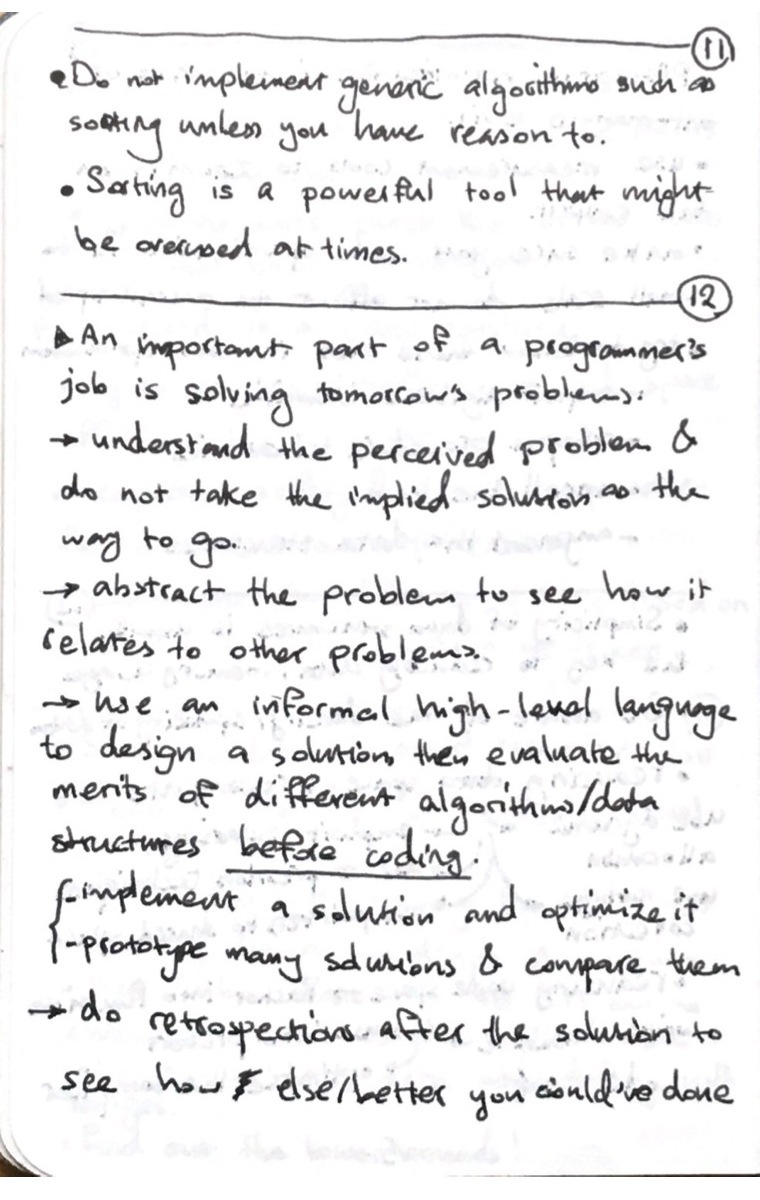 11
• Do not implement generic algorithms such as
sorting unless you have reason to.
• Sorting is a powerful tool that might
be overused at times.
12
▶ An important part of a programmer's
job is solving tomorrow's problems.
→ understand the perceived problem &
do not take the implied solution as the
way to go.
→ abstract the problem to see how it
relates to other problems.
→ use an informal high-level language
to design a solution, then evaluate the
merits of different algorithms/data
structures before coding.
- implement a solution and optimize it
- prototype many solutions & compare them
→ do retrospections after the solution to
see how else/better you could've done